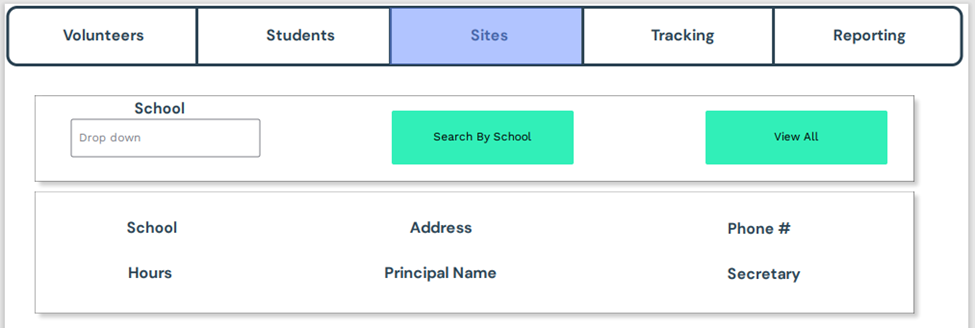 Volunteers Students Sites Tracking Reporting
School
Drop down
Search By School
View All
School Address Phone #
Hours Principal Name Secretary